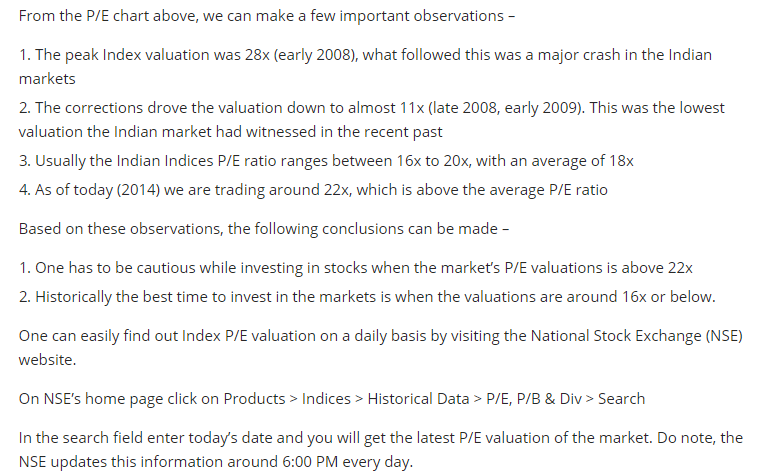 From the P/E chart above, we can make a few important observations –
1. The peak Index valuation was 28x (early 2008), what followed this was a major crash in the Indian
markets
2. The corrections drove the valuation down to almost 11x (late 2008, early 2009). This was the lowest
valuation the Indian market had witnessed in the recent past
3. Usually the Indian Indices P/E ratio ranges between 16x to 20x, with an average of 18x
4. As of today (2014) we are trading around 22x, which is above the average P/E ratio
Based on these observations, the following conclusions can be made –
1. One has to be cautious while investing in stocks when the market's P/E valuations is above 22x
2. Historically the best time to invest in the markets is when the valuations are around 16x or below.
One can easily find out Index P/E valuation on a daily basis by visiting the National Stock Exchange (NSE)
website.
On NSE's home page click on Products > Indices > Historical Data > P/E, P/B & Div > Search
In the search field enter today's date and you will get the latest P/E valuation of the market. Do note, the
NSE updates this information around 6:00 PM every day.